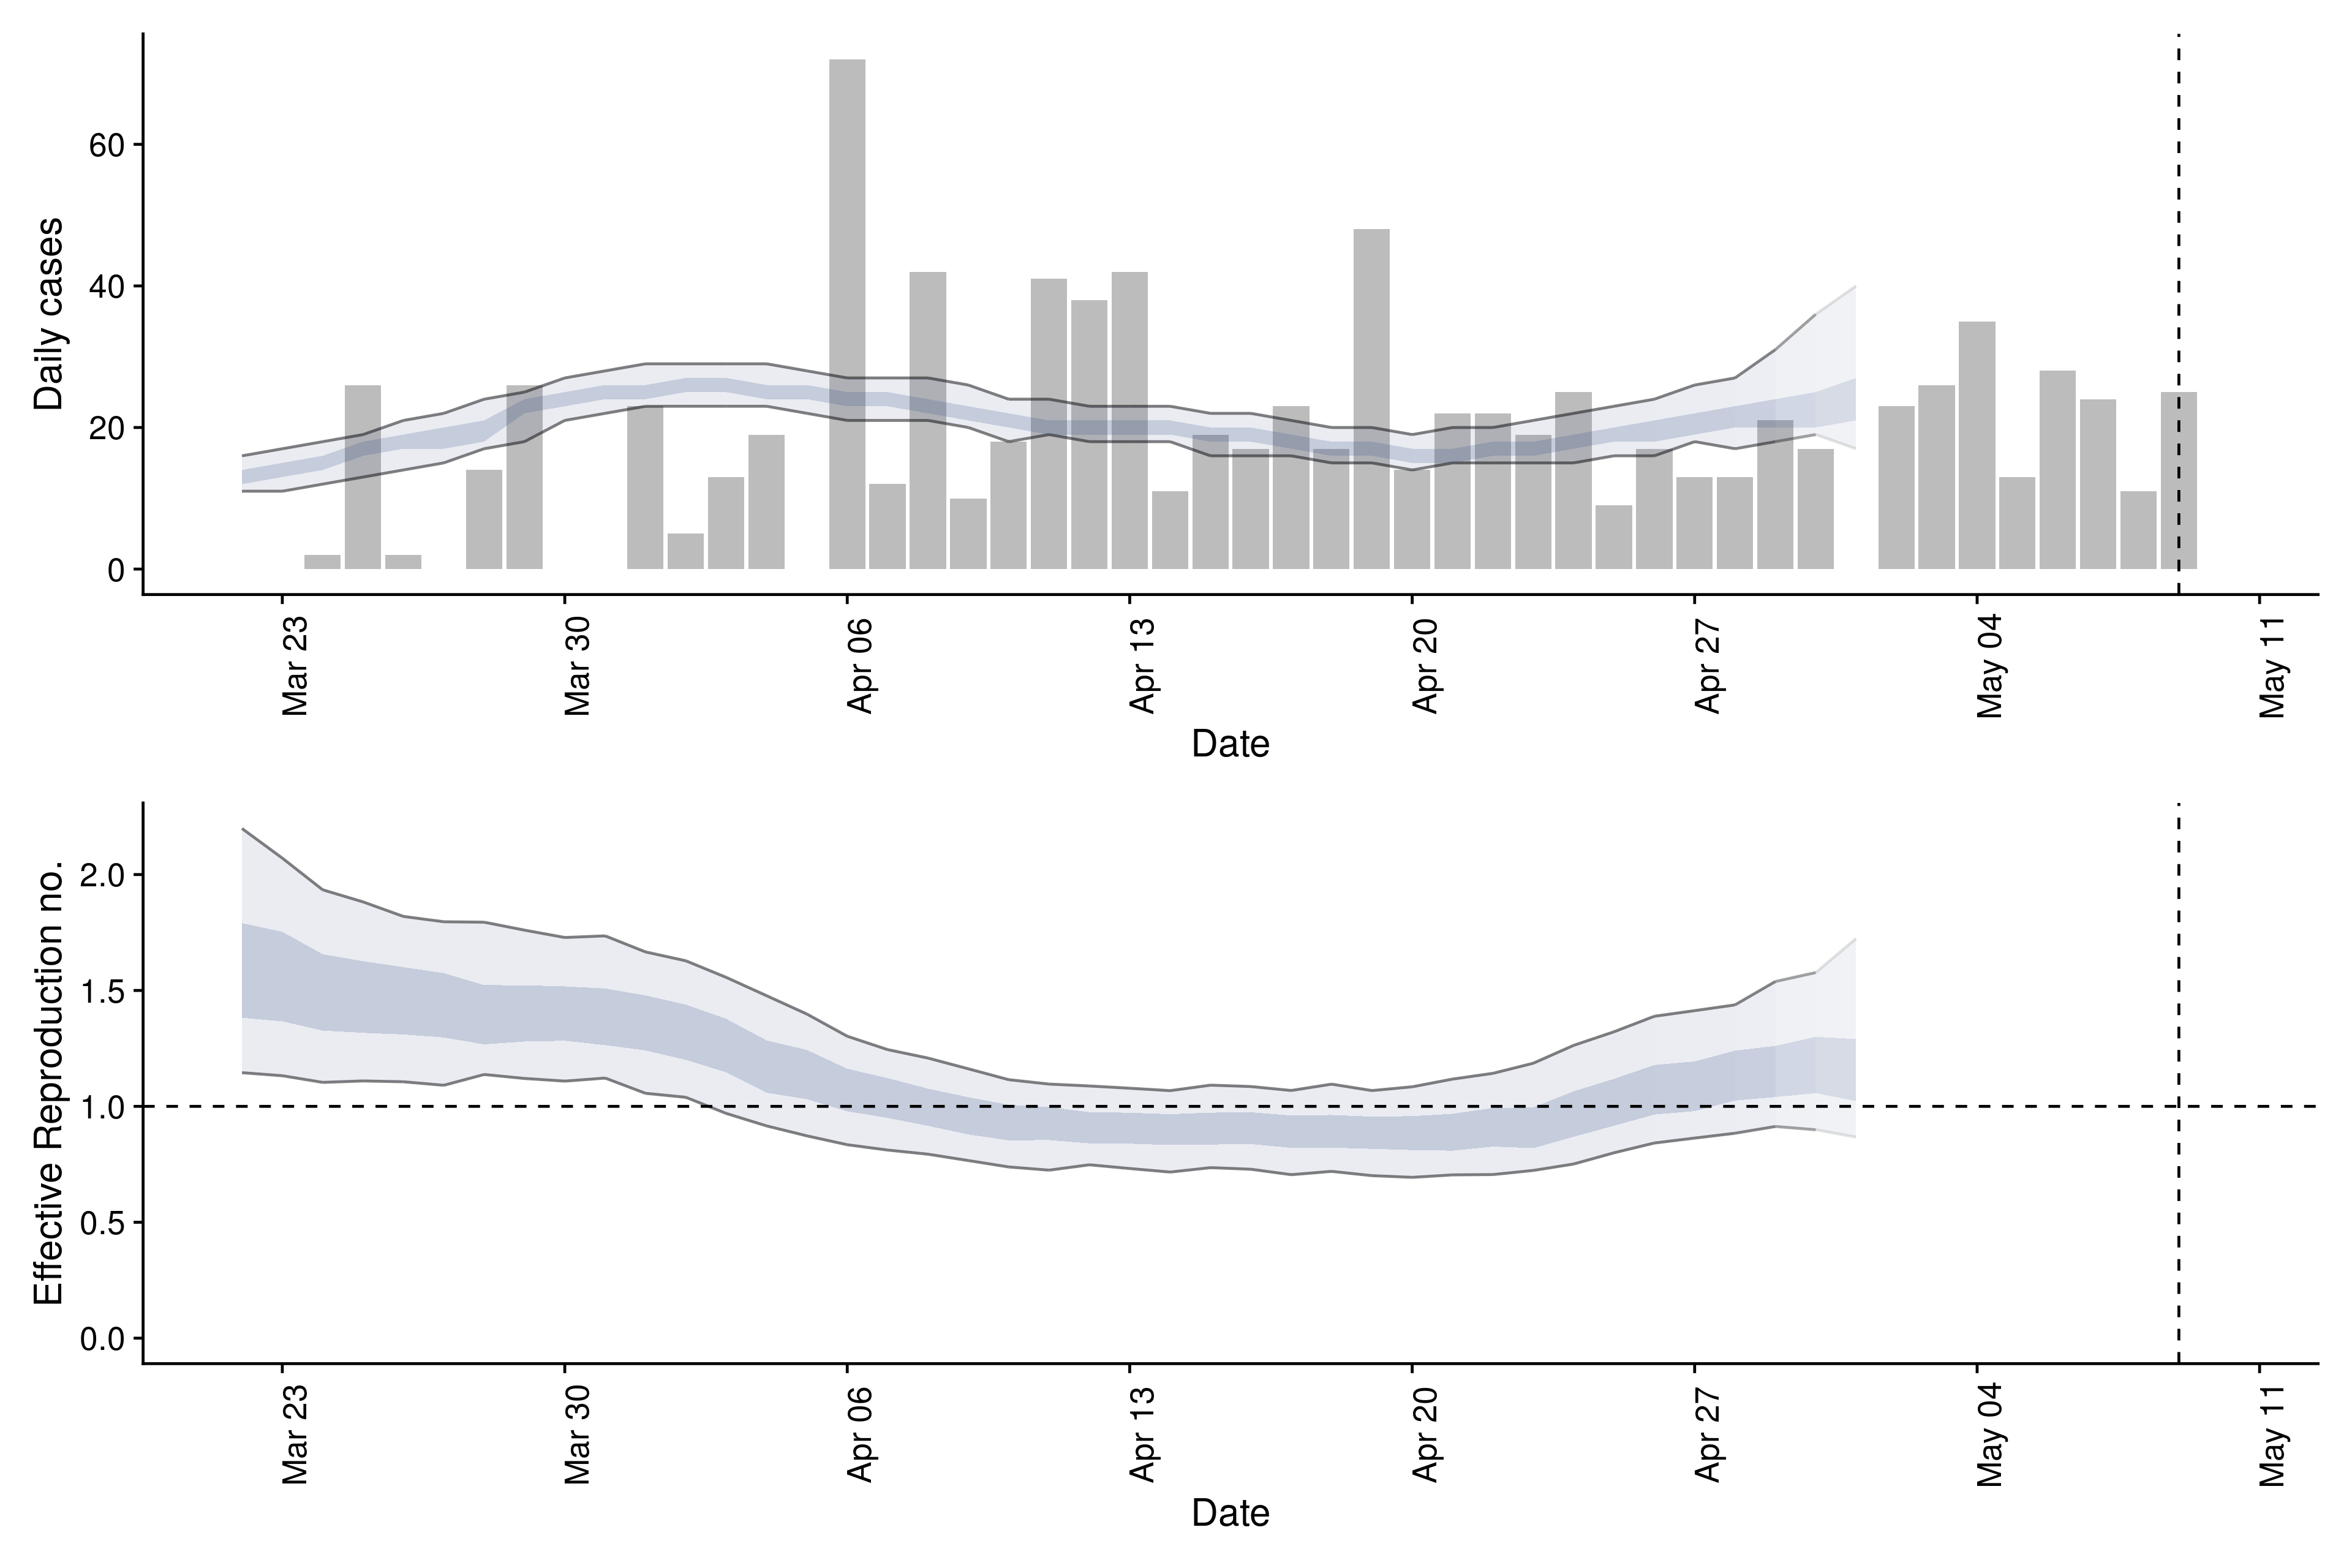 Daily cases
60
40
20
0
Mar 23
Mar 30
Apr 06
Apr 13
Apr 20
Apr 27
May 04
May 11
Date
Effective Reproduction no.
2.0
1.5
1.0
0.5
0.0
Mar 23
Mar 30
Apr 06
Apr 13
Apr 20
Apr 27
May 04
May 11
Date